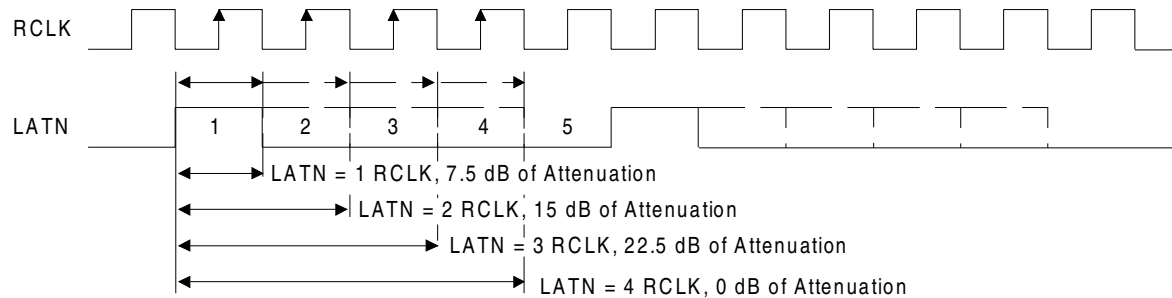 RCLK
LATN
1 2 3 4 5
LATN = 1 RCLK, 7.5 dB of Attenuation
LATN = 2 RCLK, 15 dB of Attenuation
LATN = 3 RCLK, 22.5 dB of Attenuation
LATN = 4 RCLK, 0 dB of Attenuation